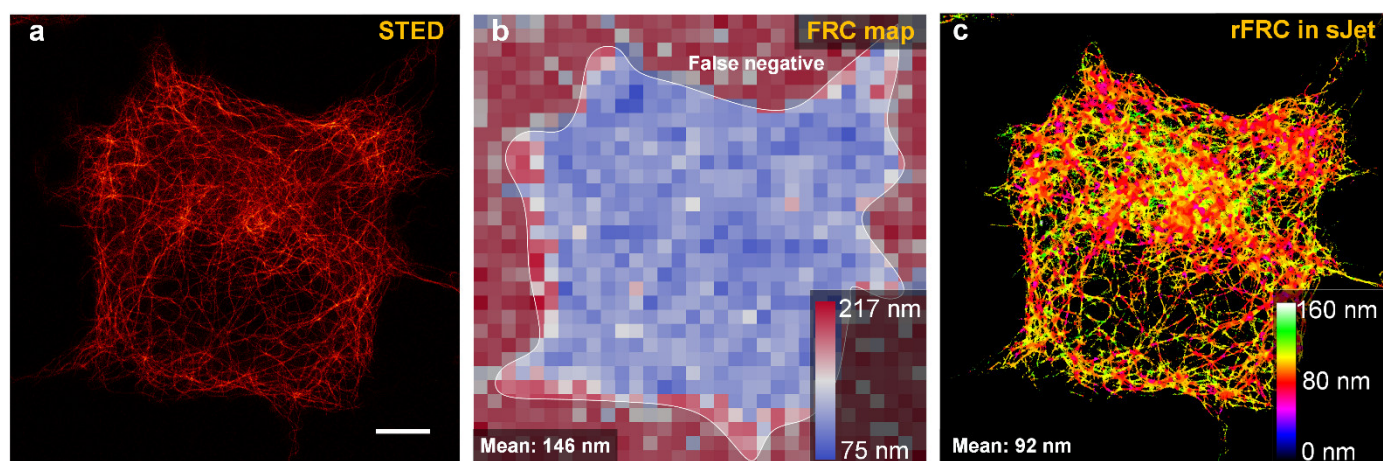 a
STED
b
FRC map
False negative
217 nm
75 nm
Mean: 146 nm
c
rFRC in sJet
160 nm
80 nm
0 nm
Mean: 92 nm